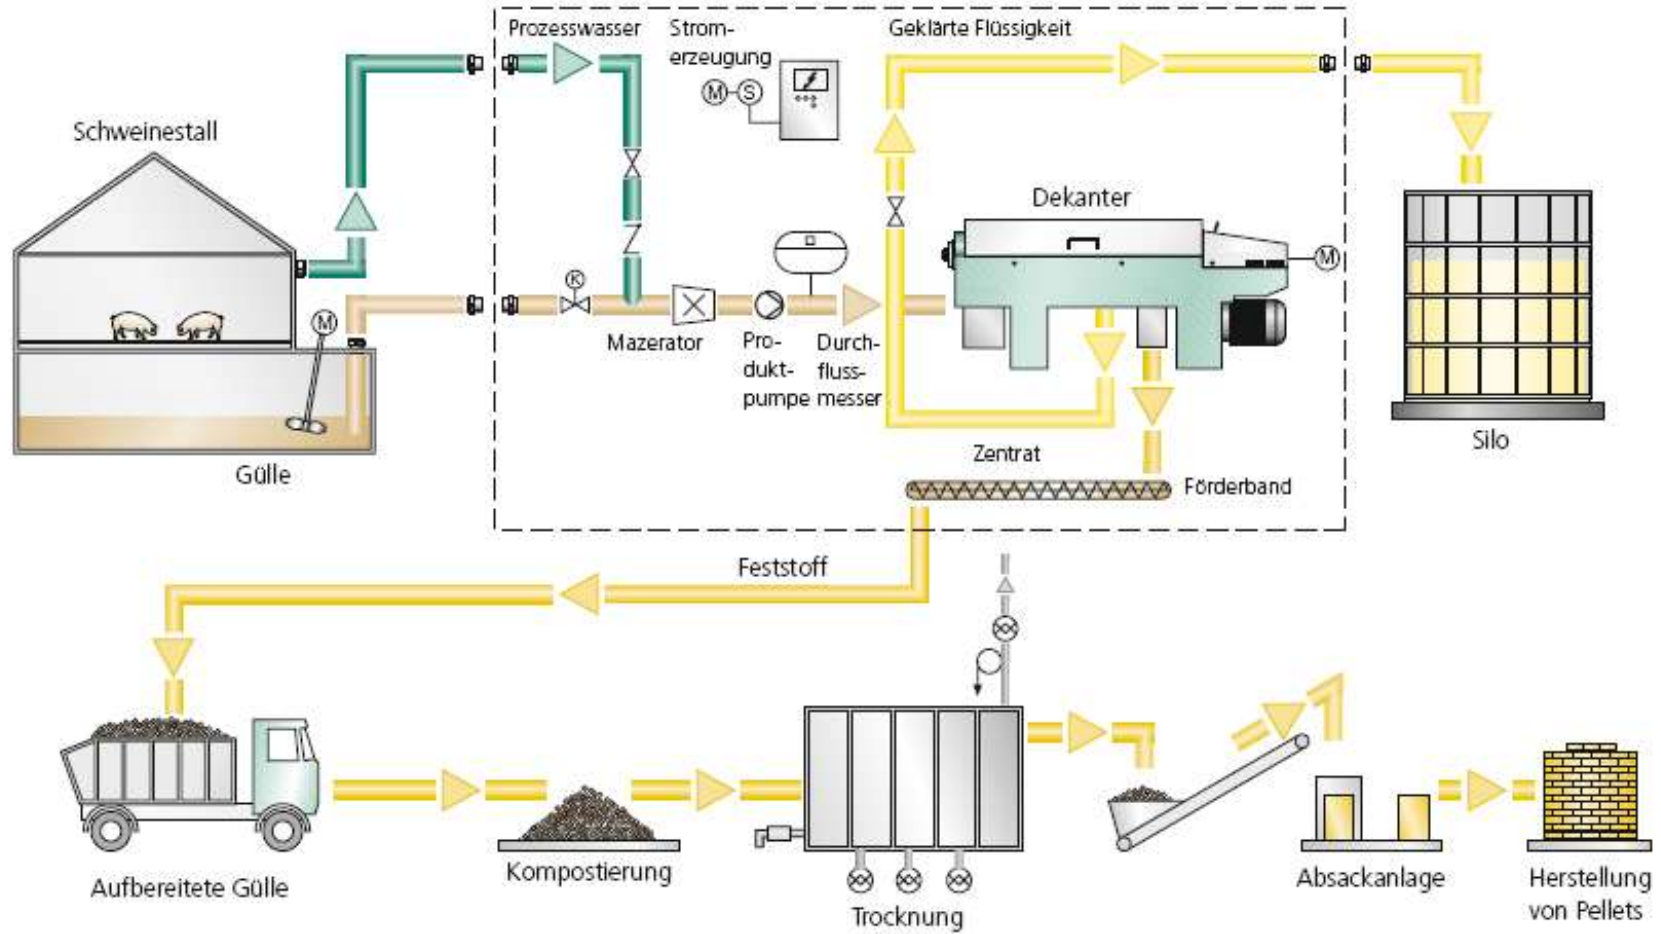 Prozesswasser
Strom-
erzeugung
Geklärte Flüssigkeit
M
S
Schweinestall
Dekanter
M
K
M
Mazerator
Pro-
dukt-
pumpe
Durch-
fluss-
messer
Silo
Gülle
Zentrat
Förderband
Feststoff
Aufbereitete Gülle
Kompostierung
Trocknung
Absackanlage
Herstellung
von Pellets